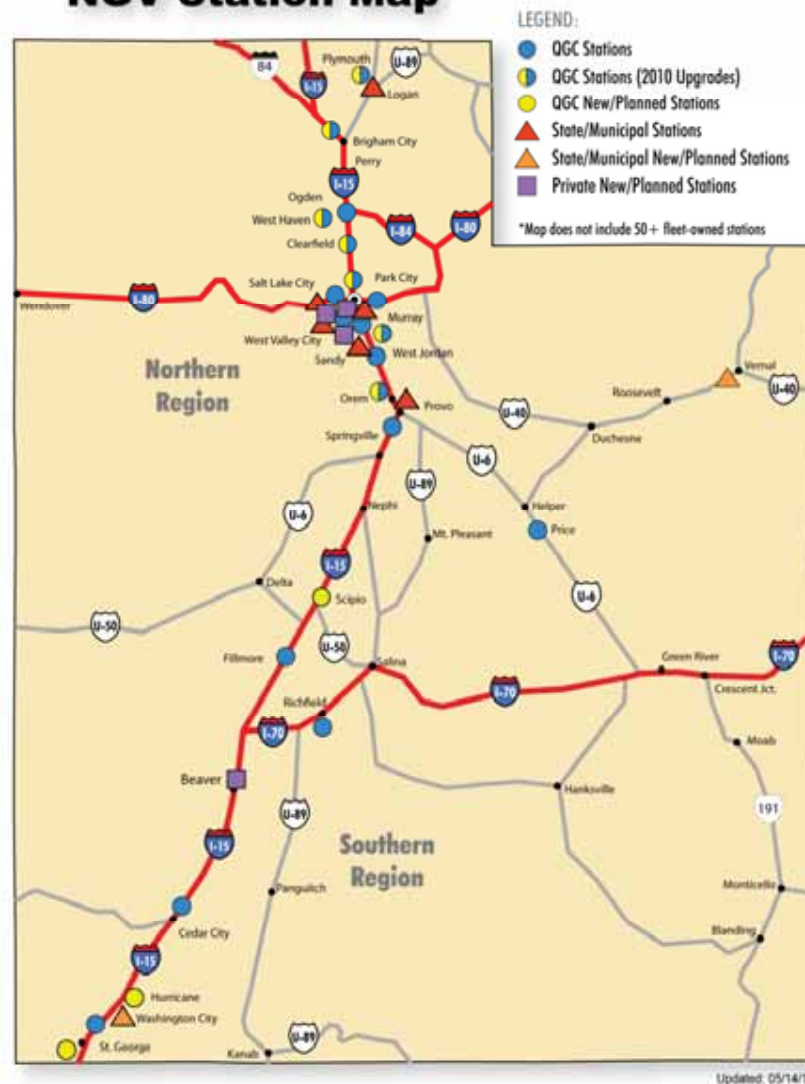 NGV Station Map
LEGEND:
QGC Stations
QGC Stations (2010 Upgrades)
QGC New/Planned Stations
State/Municipal Stations
State/Municipal New/Planned Stations
Private New/Planned Stations
*Map does not include 50+ fleet-owned stations
84
I-15
Plymouth
U-89
Logan
Brigham City
Perry
I-15
Ogden
West Haven
I-84
I-80
Clearfield
Salt Lake City
Park City
I-80
Wendover
Murray
West Valley City
West Jordan
Sandy
Northern
Region
Vernal
U-40
Roosevelt
Orem
Provo
U-40
Duchesne
Springville
U-6
U-89
U-6
Nephi
Helper
Price
Mt. Pleasant
I-15
Delta
Scipio
U-6
U-50
U-50
Fillmore
Salina
Green River
I-70
I-70
Crescent Jct.
Richfield
I-70
Moab
Beaver
Hanksville
U-89
191
I-15
Southern
Region
Panguitch
Monticello
Cedar City
Blanding
I-15
Hurricane
Washington City
St. George
U-89
Kanab
Updated: 05/14/1